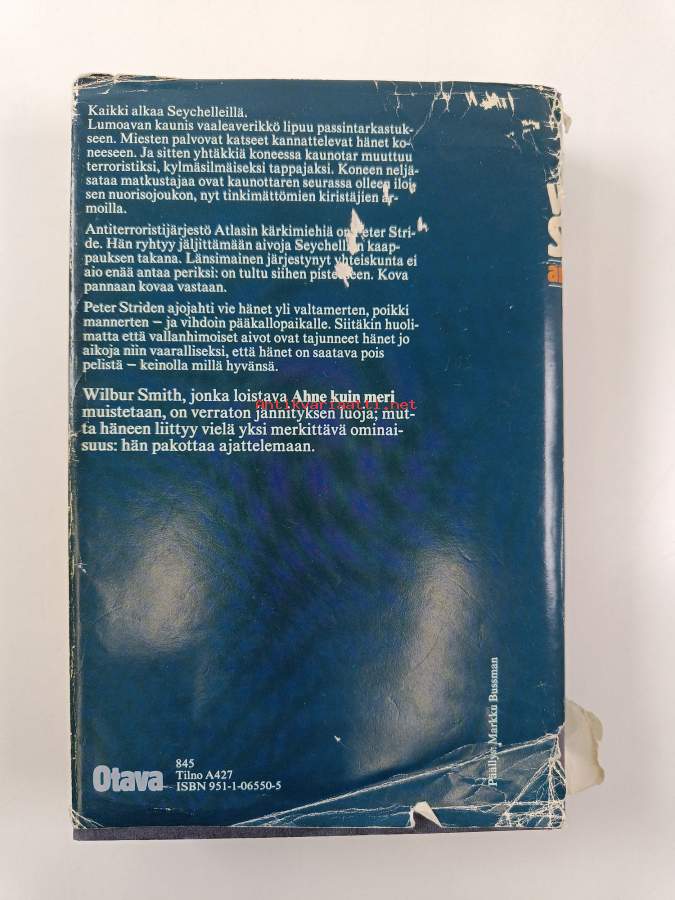 Kaikki alkaa Seychelleillä.
Lumoavan kaunis vaaleaverikkö lipuu passintarkastuk-
seen. Miesten palvovat katseet kannattelevat hänet ko-
neeseen. Ja sitten yhtäkkiä koneessa kaunotar muuttuu
terroristiksi, kylmäsilmäiseksi tappajaksi. Koneen neljä-
sataa matkustajaa ovat kaunottaren seurassa olleen iloi-
sen nuorisojoukon, nyt tinkimättömien kiristäjien ar-
moilla.
Antiterroristijärjestö Atlasin kärkimiehiä on Peter Stri-
de. Hän ryhtyy jäljittämään aivoja Seychellien kaap-
pauksen takana. Länsimainen järjestynyt yhteiskunta ei
aio enää antaa periksi: on tultu siihen pisteeseen. Kova
pannaan kovaa vastaan.
Peter Striden ajojahti vie hänet yli valtamerten, poikki
mannerten – ja vihdoin pääkallopaikalle. Siitäkin huoli-
matta että vallanhimoiset aivot ovat tajunneet hänet jo
aikoja niin vaaralliseksi, että hänet on saatava pois
pelistä – keinolla millä hyvänsä.
Wilbur Smith, jonka loistava Ahne kuin meri
muistetaan, on verraton jännityksen luoja; mut-
ta häneen liittyy vielä yksi merkittävä ominai-
suus: hän pakottaa ajattelemaan.
Antikvariaatti.net
Päällys Markku Bussman
Otava
845
Tilno A427
ISBN 951-1-06550-5